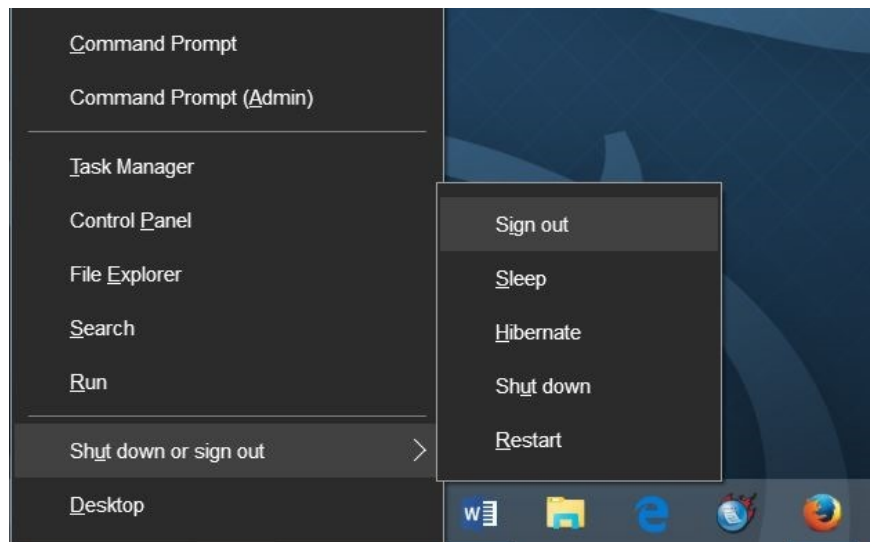 Command Prompt
Command Prompt (Admin)
Task Manager
Control Panel
File Explorer
Search
Run
Shut down or sign out
Desktop
Sign out
Sleep
Hibernate
Shut down
Restart
W